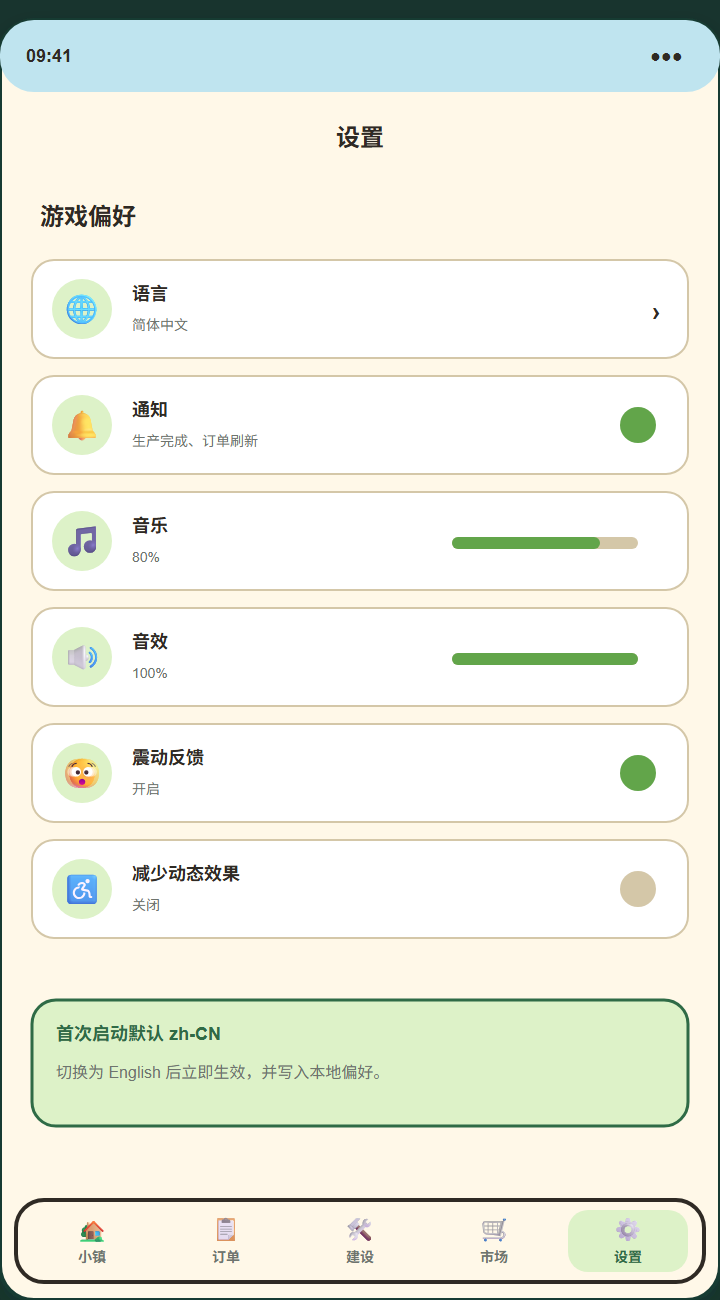 09:41
设置
游戏偏好
语言
简体中文
›
通知
生产完成、订单刷新
音乐
80%
音效
100%
震动反馈
开启
减少动态效果
关闭
首次启动默认 zh-CN
切换为 English 后立即生效，并写入本地偏好。
小镇
订单
建设
市场
设置